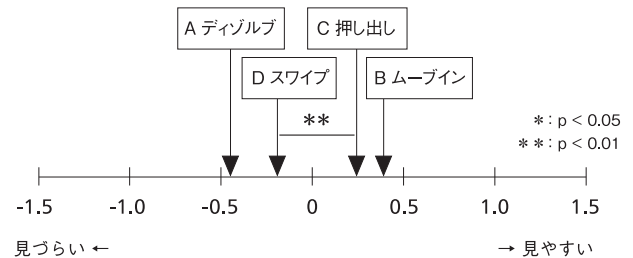 A ディゾルブ
C 押し出し
D スワイプ
B ムーブイン
**
*: p < 0.05
**: p < 0.01
-1.5 -1.0 -0.5 0 0.5 1.0 1.5
見づらい ← → 見やすい